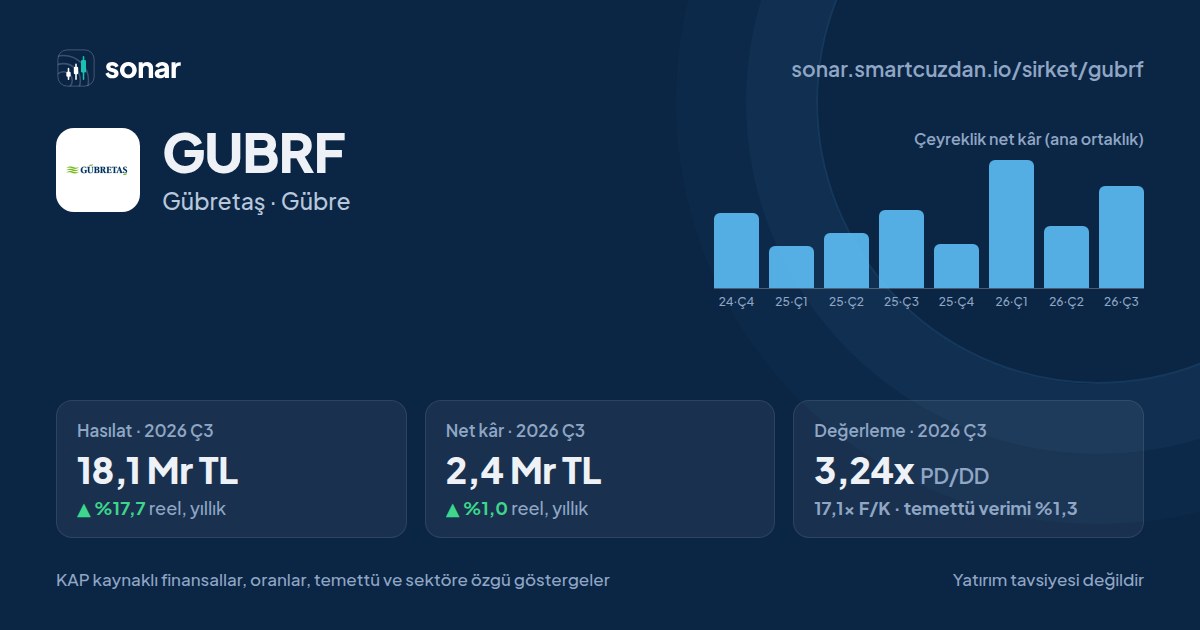 sonar
sonar.smartcuzdan.io/sirket/gubrf
GÜBRETAŞ
GUBRF
Gübretaş · Gübre
Çeyreklik net kâr (ana ortaklık)
24·Ç4 25·Ç1 25·Ç2 25·Ç3 25·Ç4 26·Ç1 26·Ç2 26·Ç3
Hasılat · 2026 Ç3
18,1 Mr TL
▲ %17,7 reel, yıllık
Net kâr · 2026 Ç3
2,4 Mr TL
▲ %1,0 reel, yıllık
Değerleme · 2026 Ç3
3,24x PD/DD
17,1× F/K · temettü verimi %1,3
KAP kaynaklı finansallar, oranlar, temettü ve sektöre özgü göstergeler
Yatırım tavsiyesi değildir